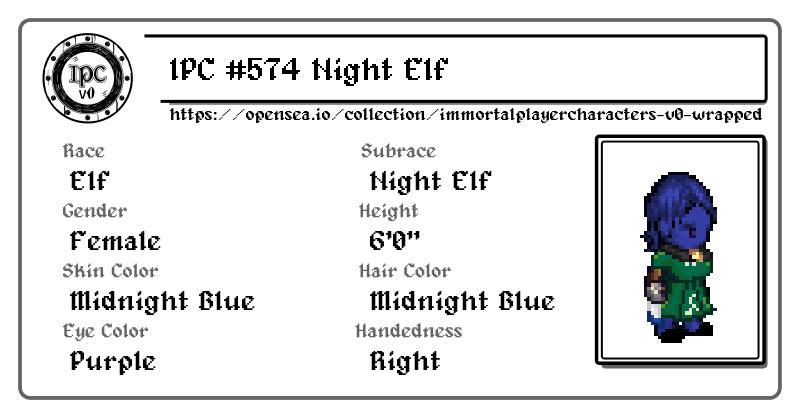 IPC
v0
IPC #574 Night Elf
https://opensea.io/collection/immortalplayercharacters-v0-wrapped
Race
Subrace
Elf
Night Elf
Gender
Height
Female
6'0"
Skin Color
Hair Color
Midnight Blue
Midnight Blue
Eye Color
Handedness
Purple
Right